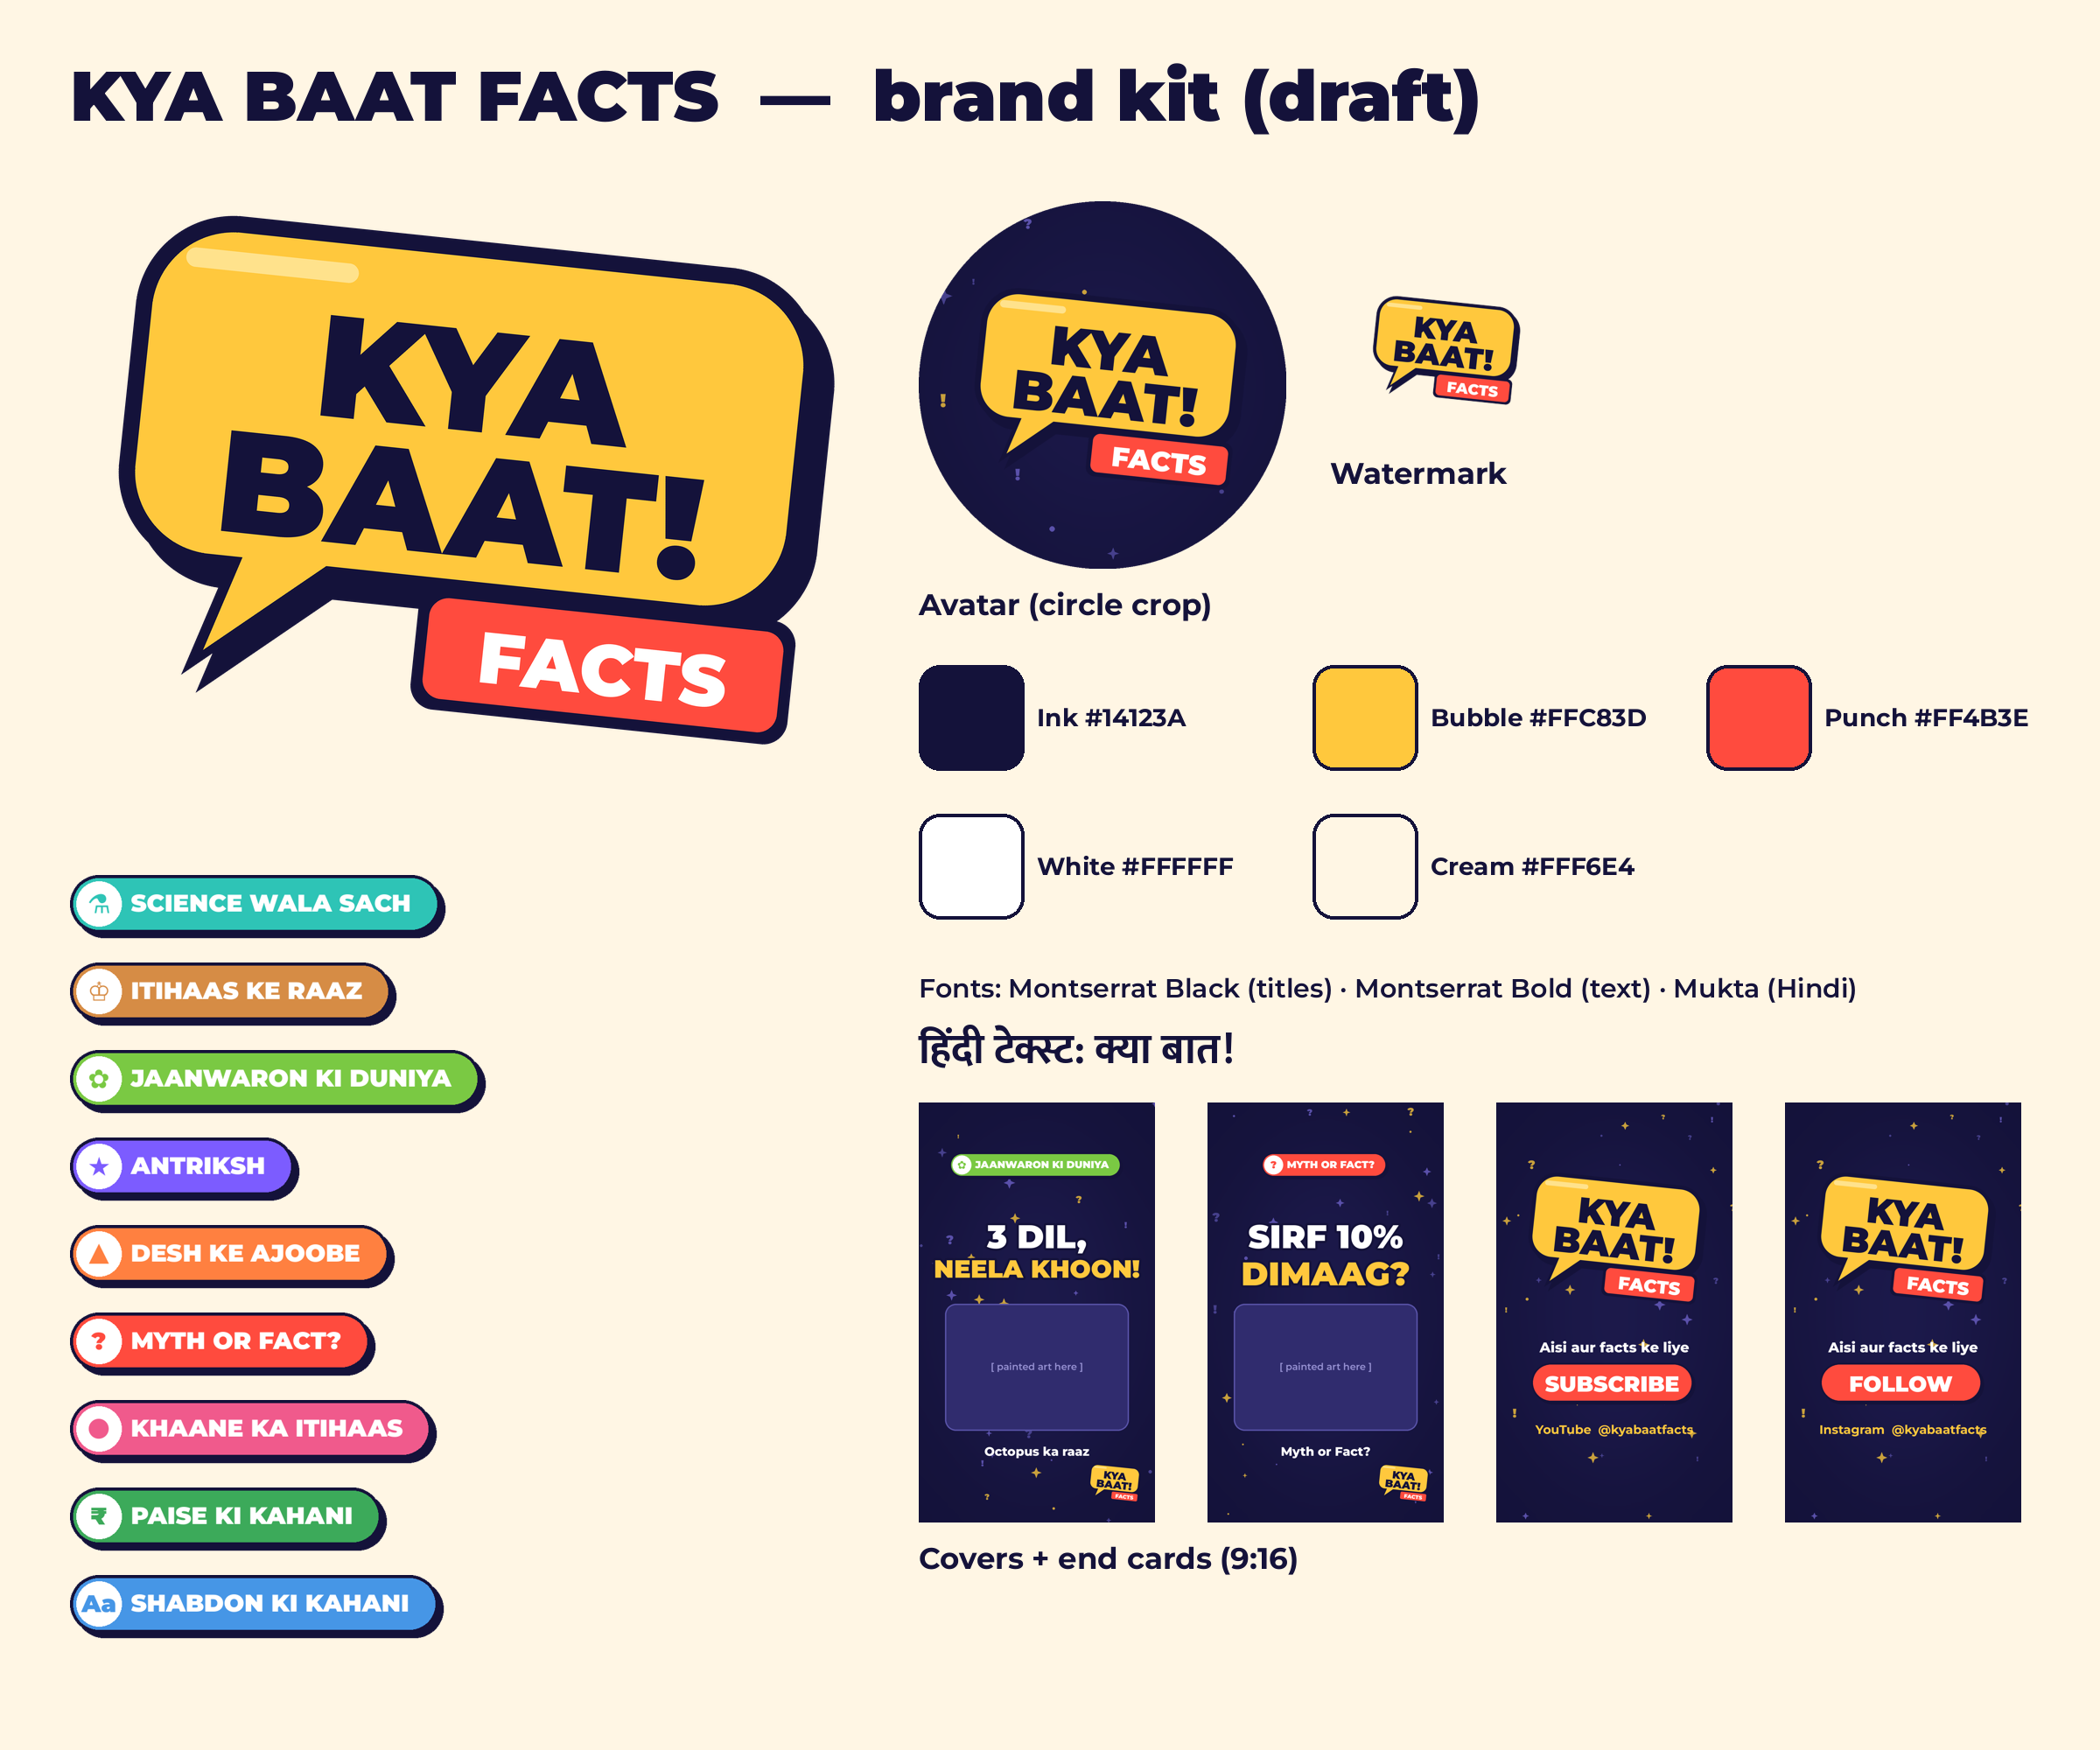 KYA BAAT FACTS — brand kit (draft)
KYA
BAAT!
FACTS
KYA
BAAT!
FACTS
Avatar (circle crop)
KYA
BAAT!
FACTS
Watermark
Ink #14123A
Bubble #FFC83D
Punch #FF4B3E
White #FFFFFF
Cream #FFF6E4
SCIENCE WALA SACH
ITIHAAS KE RAAZ
JAANWARON KI DUNIYA
ANTRIKSH
DESH KE AJOOBE
? MYTH OR FACT?
KHAANE KA ITIHAAS
₹ PAISE KI KAHANI
Aa SHABDON KI KAHANI
Fonts: Montserrat Black (titles) · Montserrat Bold (text) · Mukta (Hindi)
हिंदी टेक्स्ट: क्या बात!
JAANWARON KI DUNIYA
3 DIL,
NEELA KHOON!
[ painted art here ]
Octopus ka raaz
KYA
BAAT!
FACTS
? MYTH OR FACT?
SIRF 10%
DIMAAG?
[ painted art here ]
Myth or Fact?
KYA
BAAT!
FACTS
KYA
BAAT!
FACTS
Aisi aur facts ke liye
SUBSCRIBE
YouTube @kyabaatfacts
KYA
BAAT!
FACTS
Aisi aur facts ke liye
FOLLOW
Instagram @kyabaatfacts
Covers + end cards (9:16)